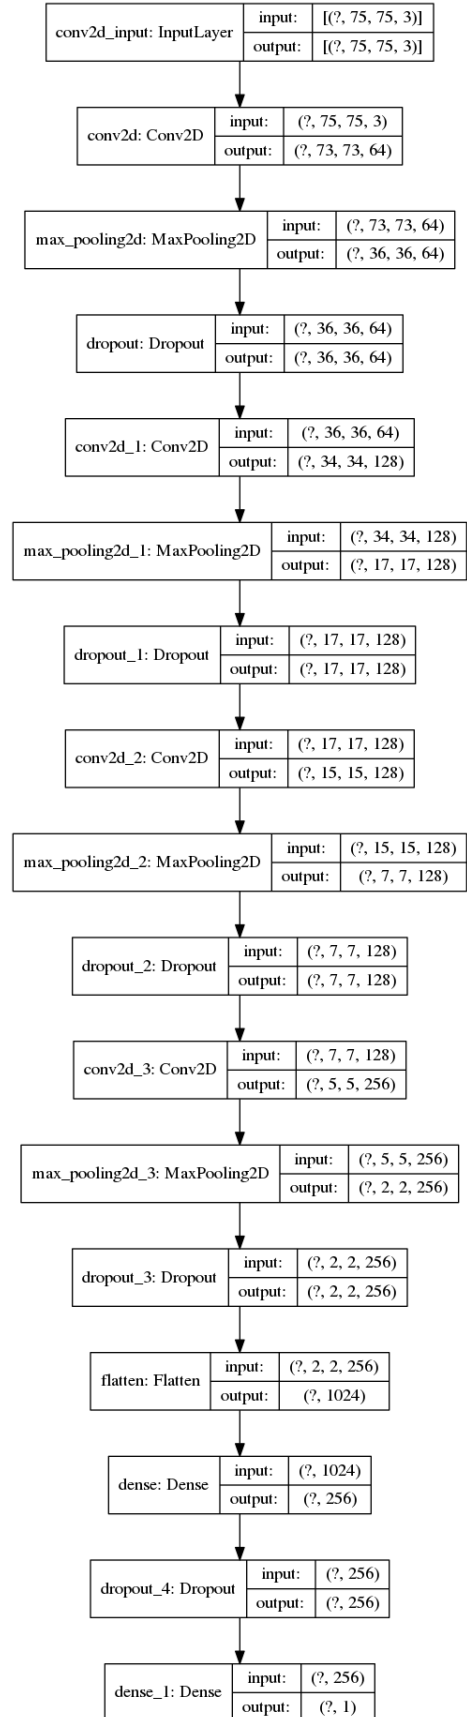 conv2d_input: InputLayer
input: [(?, 75, 75, 3)]
output: [(?, 75, 75, 3)]
conv2d: Conv2D
input: (?, 75, 75, 3)
output: (?, 73, 73, 64)
max_pooling2d: MaxPooling2D
input: (?, 73, 73, 64)
output: (?, 36, 36, 64)
dropout: Dropout
input: (?, 36, 36, 64)
output: (?, 36, 36, 64)
conv2d_1: Conv2D
input: (?, 36, 36, 64)
output: (?, 34, 34, 128)
max_pooling2d_1: MaxPooling2D
input: (?, 34, 34, 128)
output: (?, 17, 17, 128)
dropout_1: Dropout
input: (?, 17, 17, 128)
output: (?, 17, 17, 128)
conv2d_2: Conv2D
input: (?, 17, 17, 128)
output: (?, 15, 15, 128)
max_pooling2d_2: MaxPooling2D
input: (?, 15, 15, 128)
output: (?, 7, 7, 128)
dropout_2: Dropout
input: (?, 7, 7, 128)
output: (?, 7, 7, 128)
conv2d_3: Conv2D
input: (?, 7, 7, 128)
output: (?, 5, 5, 256)
max_pooling2d_3: MaxPooling2D
input: (?, 5, 5, 256)
output: (?, 2, 2, 256)
dropout_3: Dropout
input: (?, 2, 2, 256)
output: (?, 2, 2, 256)
flatten: Flatten
input: (?, 2, 2, 256)
output: (?, 1024)
dense: Dense
input: (?, 1024)
output: (?, 256)
dropout_4: Dropout
input: (?, 256)
output: (?, 256)
dense_1: Dense
input: (?, 256)
output: (?, 1)